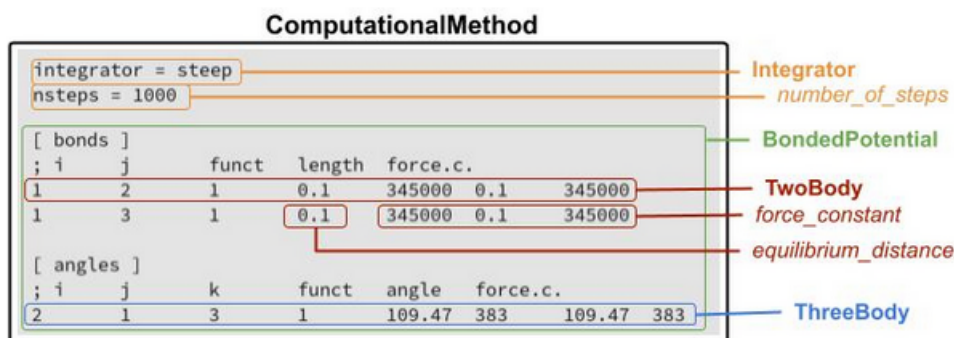 ComputationalMethod
integrator = steep Integrator
nsteps = 1000 number_of_steps
[ bonds ] BondedPotential
; i j funct length force.c.
1 2 1 0.1 345000 0.1 345000 TwoBody
1 3 1 0.1 345000 0.1 345000 force_constant
equilibrium_distance
[ angles ]
; i j k funct angle force.c.
2 1 3 1 109.47 383 109.47 383 ThreeBody